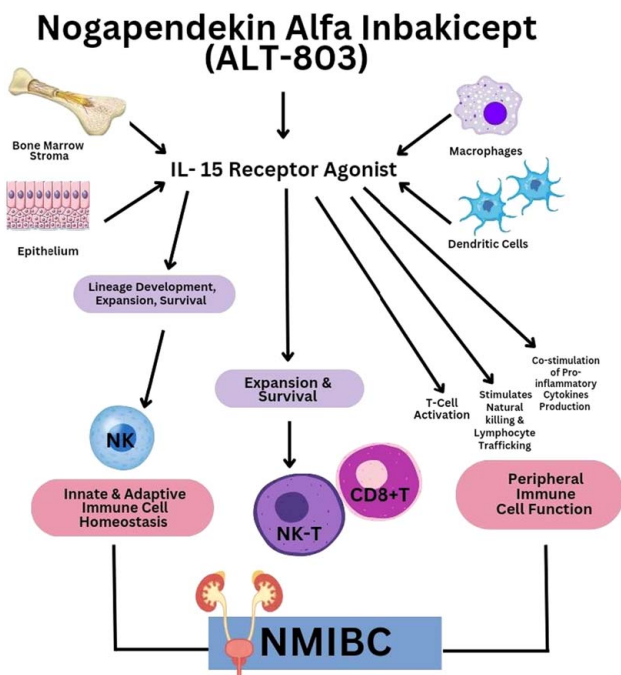 Nogapendekin Alfa Inbakicept
(ALT-803)
Bone Marrow
Stroma
Macrophages
IL- 15 Receptor Agonist
Epithelium
Dendritic Cells
Lineage Development,
Expansion, Survival
Expansion &
Survival
T-Cell
Activation
Stimulates
Natural
killing &
Lymphocyte
Trafficking
Co-stimulation
of Pro-
inflammatory
Cytokines
Production
NK
CD8+T
NK-T
Innate & Adaptive
Immune Cell
Homeostasis
Peripheral
Immune
Cell Function
NMIBC